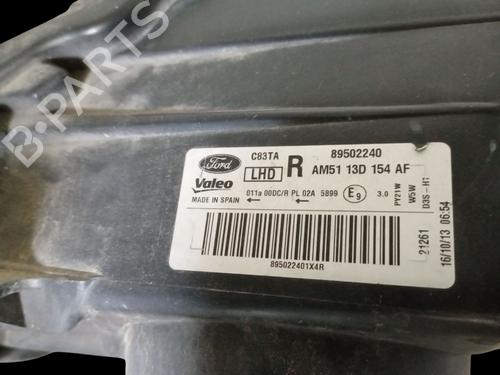 B-PARTS
Ford
C83TA
89502240
LHD R
AM51 13D 154 AF
Valeo
MADE IN SPAIN
011a 00DC/R PL 02A 5899 E9 3.0
PY21W
W5W
D3S-H1
21261
16/10/13 06:54
895022401X4R